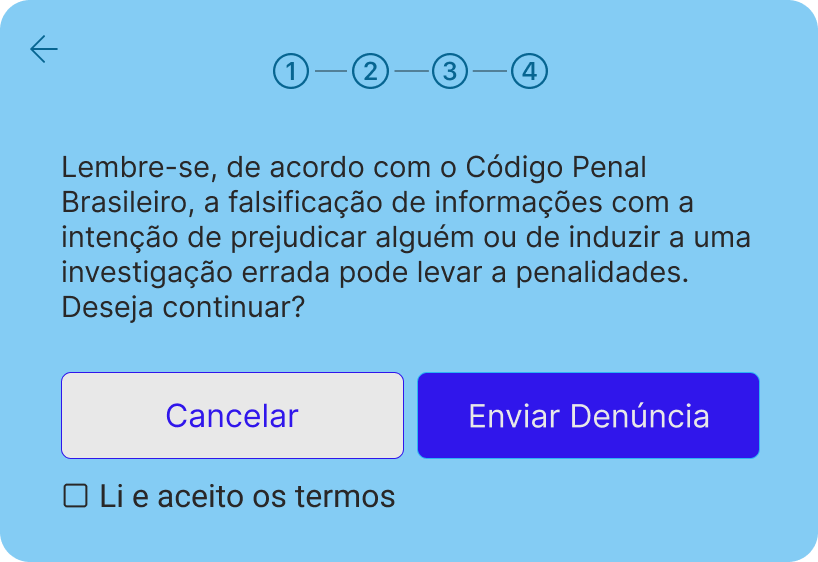 1 2 3 4
Lembre-se, de acordo com o Código Penal
Brasileiro, a falsificação de informações com a
intenção de prejudicar alguém ou de induzir a uma
investigação errada pode levar a penalidades.
Deseja continuar?
Cancelar
Enviar Denúncia
Li e aceito os termos